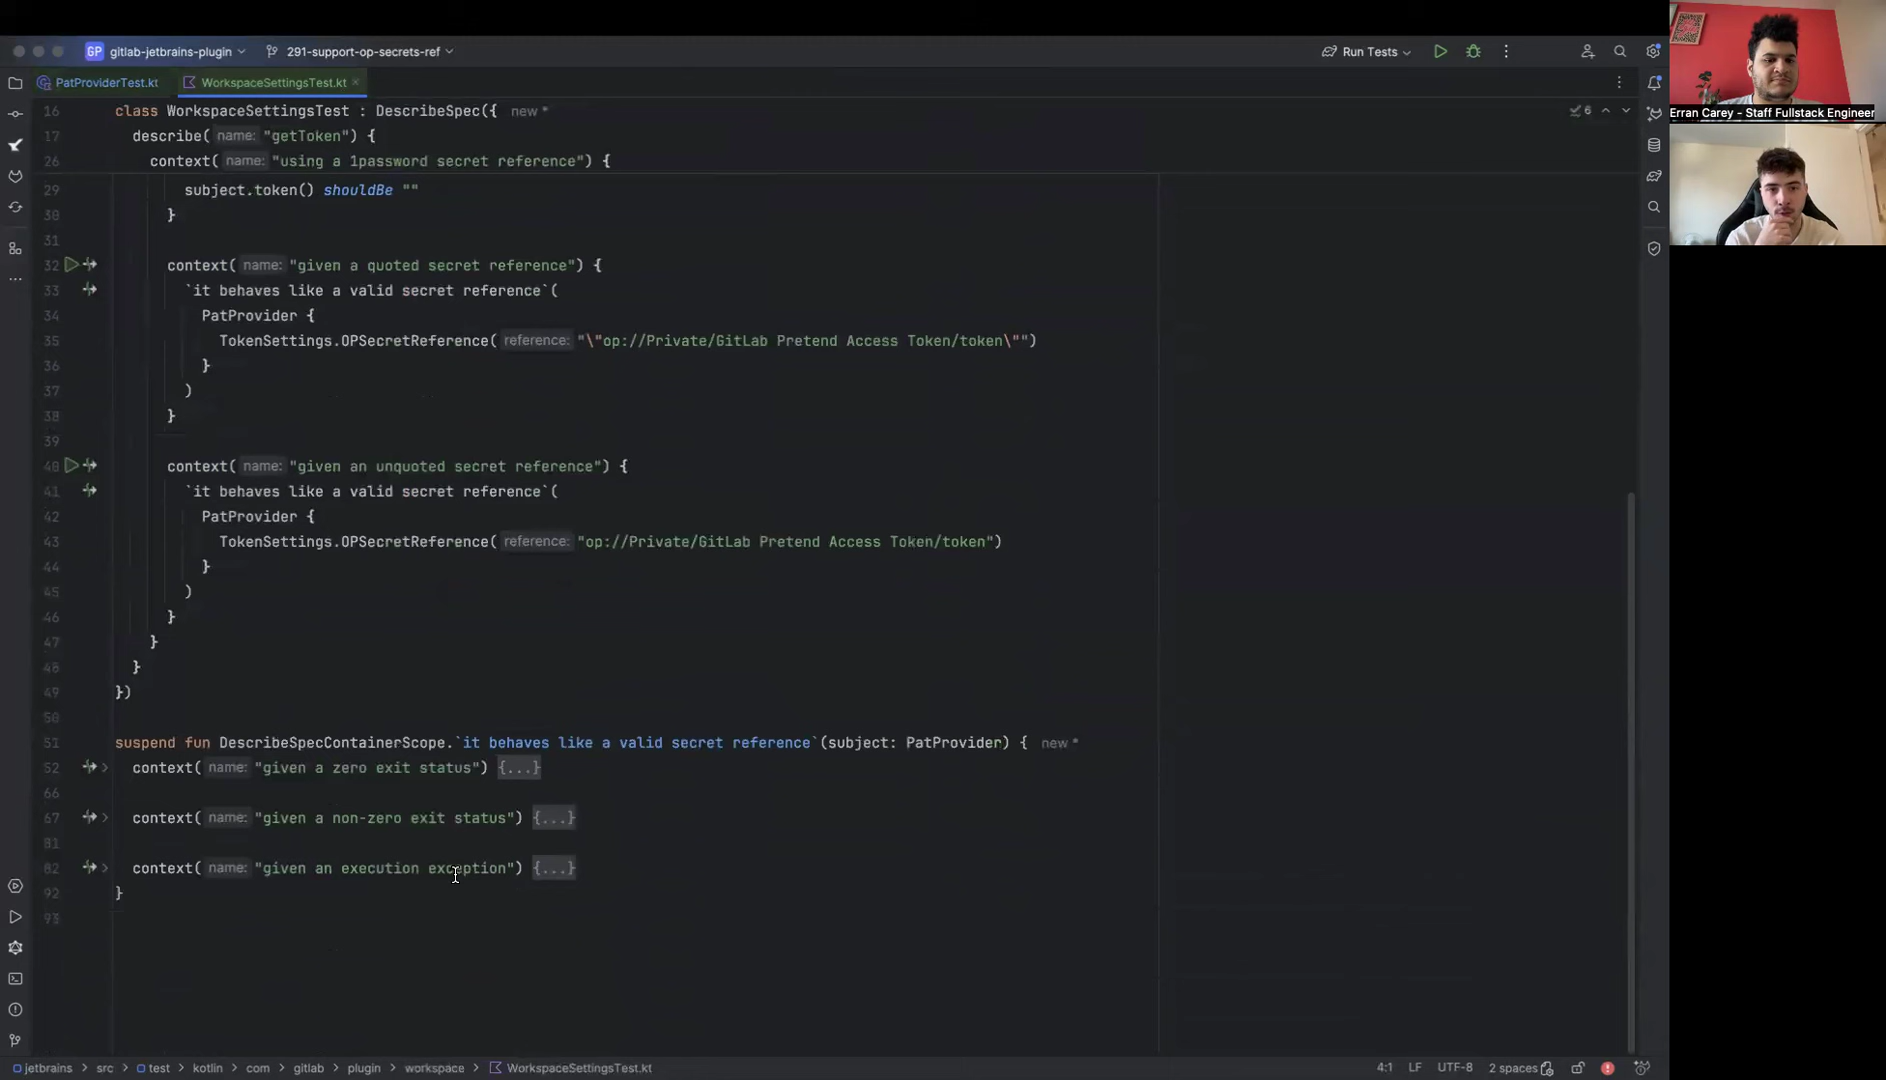 GP gitlab-jetbrains-plugin 291-support-op-secrets-ref Run Tests
PatProviderTest.kt WorkspaceSettingsTest.kt
16 class WorkspaceSettingsTest : DescribeSpec({ new *
17 describe( name: "getToken") {
26 context( name: "using a 1password secret reference") {
6
29 subject.token() shouldBe ""
30 }
31
32 context( name: "given a quoted secret reference") {
33 `it behaves like a valid secret reference`(
34 PatProvider {
35 TokenSettings.OPSecretReference( reference: "\"op://Private/GitLab Pretend Access Token/token\"")
36 }
37 )
38 }
39
40 context( name: "given an unquoted secret reference") {
41 `it behaves like a valid secret reference`(
42 PatProvider {
43 TokenSettings.OPSecretReference( reference: "op://Private/GitLab Pretend Access Token/token")
44 }
45 )
46 }
47 }
48 }
49 })
50
51 suspend fun DescribeSpecContainerScope.`it behaves like a valid secret reference`(subject: PatProvider) { new *
52 context( name: "given a zero exit status") {...}
66
67 context( name: "given a non-zero exit status") {...}
81
82 context( name: "given an execution exception") {...}
92 }
93
jetbrains > src > test > kotlin > com > gitlab > plugin > workspace > WorkspaceSettingsTest.kt
4:1 LF UTF-8 2 spaces
Erran Carey - Staff Fullstack Engineer